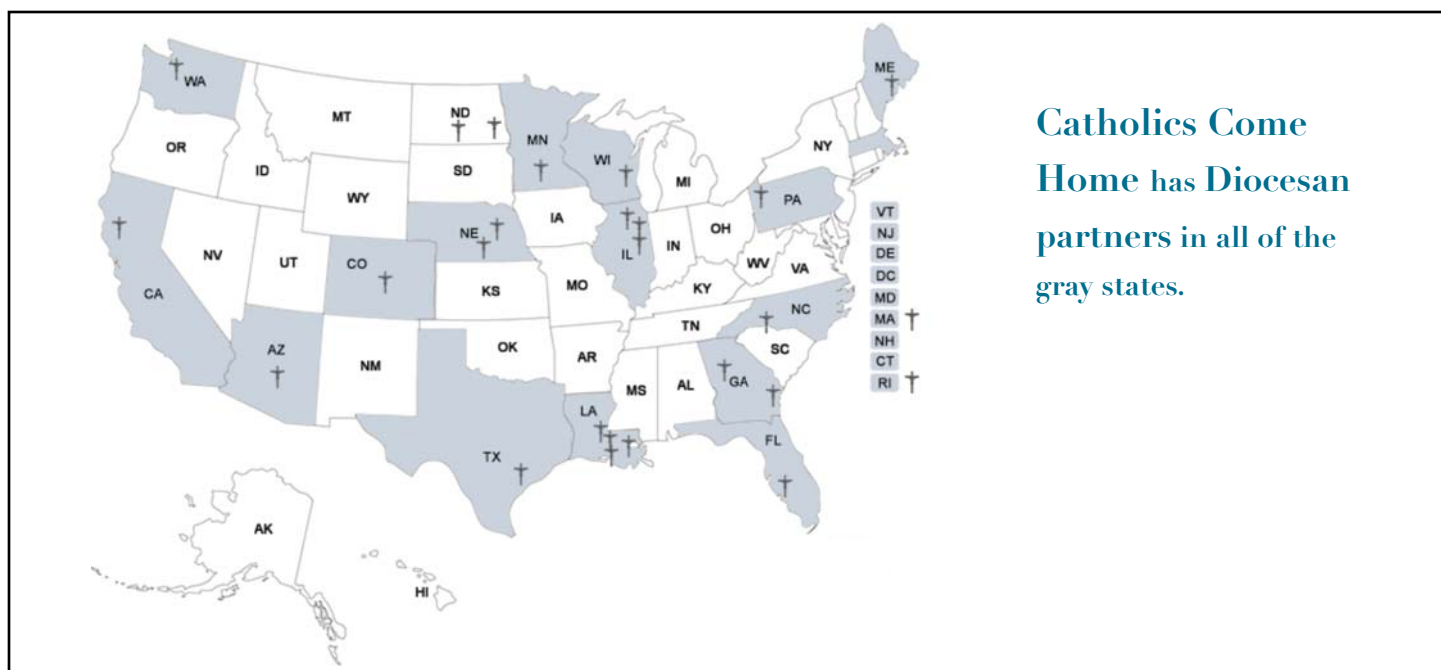 WA
MT
ND
MN
ME
OR
ID
SD
WI
NY
WY
MI
IA
PA
NE
NV
UT
CO
IL
IN
OH
WV
VA
CA
KS
MO
KY
NC
AZ
NM
OK
AR
TN
SC
MS
AL
GA
TX
LA
FL
AK
HI
VT
NJ
DE
DC
MD
MA
NH
CT
RI
Catholics Come
Home has Diocesan
partners in all of the
gray states.